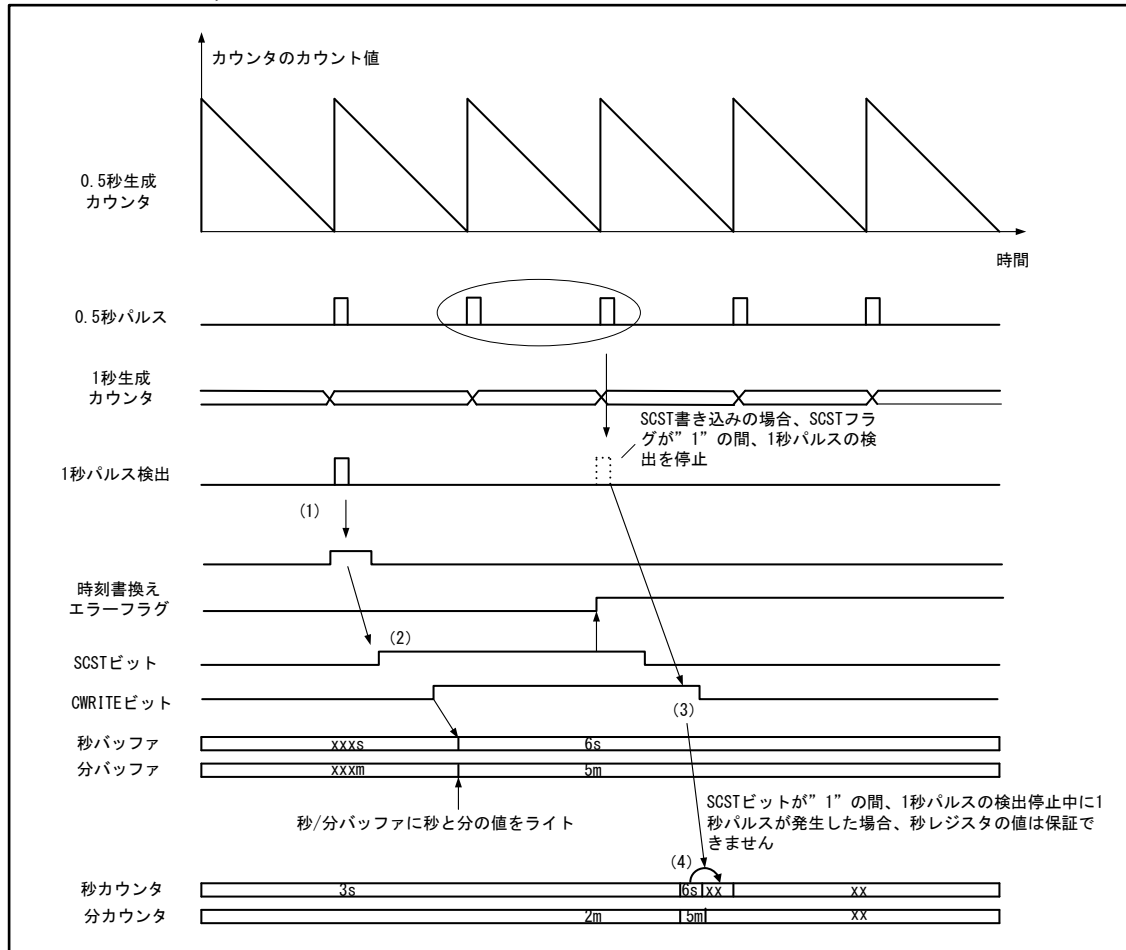 カウンタのカウント値
0.5秒生成
カウンタ
時間
0.5秒パルス
1秒生成
カウンタ
SCST書き込みの場合、SCSTフラ
グが”1”の間、1秒パルスの検
出を停止
1秒パルス検出
(1)
時刻書換え
エラーフラグ
(2)
SCSTビット
CWRITEビット
(3)
秒バッファ
xxxs
6s
分バッファ
xxxm
5m
秒/分バッファに秒と分の値をライト
SCSTビットが”1”の間、1秒パルスの検出停止中に1
秒パルスが発生した場合、秒レジスタの値は保証で
きません
(4)
秒カウンタ
3s
6s
xx
xx
分カウンタ
2m
5m
xx